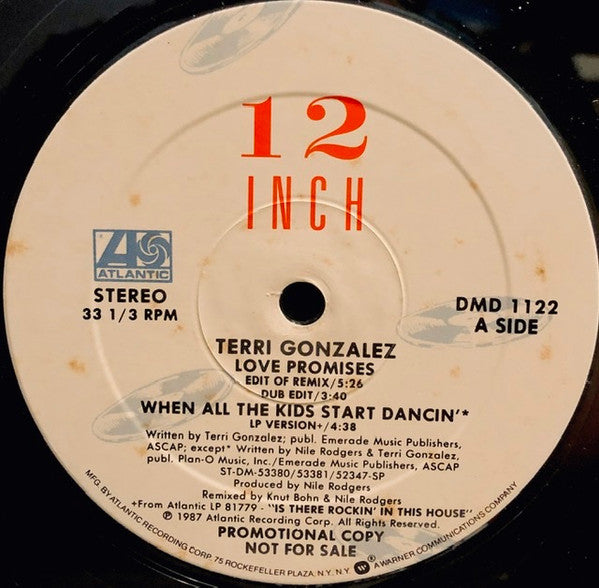 12
INCH
ATLANTIC
STEREO
33 1/3 RPM
DMD 1122
A SIDE
TERRI GONZALEZ
LOVE PROMISES
EDIT OF REMIX/5:26
DUB EDIT/3:40
WHEN ALL THE KIDS START DANCIN'*
LP VERSION+/4:38
Written by Terri Gonzalez; publ. Emerade Music Publishers,
ASCAP; except* Written by Nile Rodgers & Terri Gonzalez,
publ. Plan-O Music, Inc./Emerade Music Publishers, ASCAP
ST-DM-53380/53381/52347-SP
Produced by Nile Rodgers
Remixed by Knut Bohn & Nile Rodgers
+From Atlantic LP 81779 - "IS THERE ROCKIN' IN THIS HOUSE"
℗ 1987 Atlantic Recording Corp. All Rights Reserved.
PROMOTIONAL COPY
NOT FOR SALE
MFG. BY ATLANTIC RECORDING CORP. 75 ROCKEFELLER PLAZA, N.Y. N.Y. ® A WARNER COMMUNICATIONS COMPANY